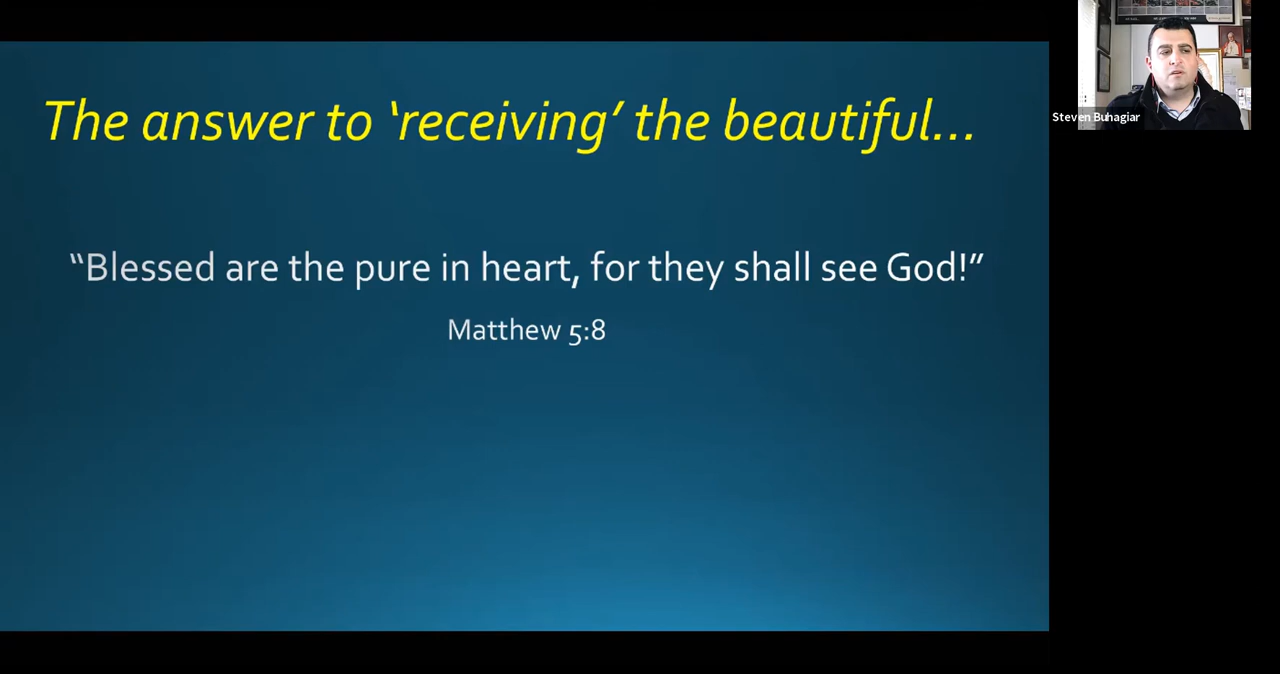 The answer to ‘receiving’ the beautiful…
“Blessed are the pure in heart, for they shall see God!”
Matthew 5:8
Steven Buhagiar